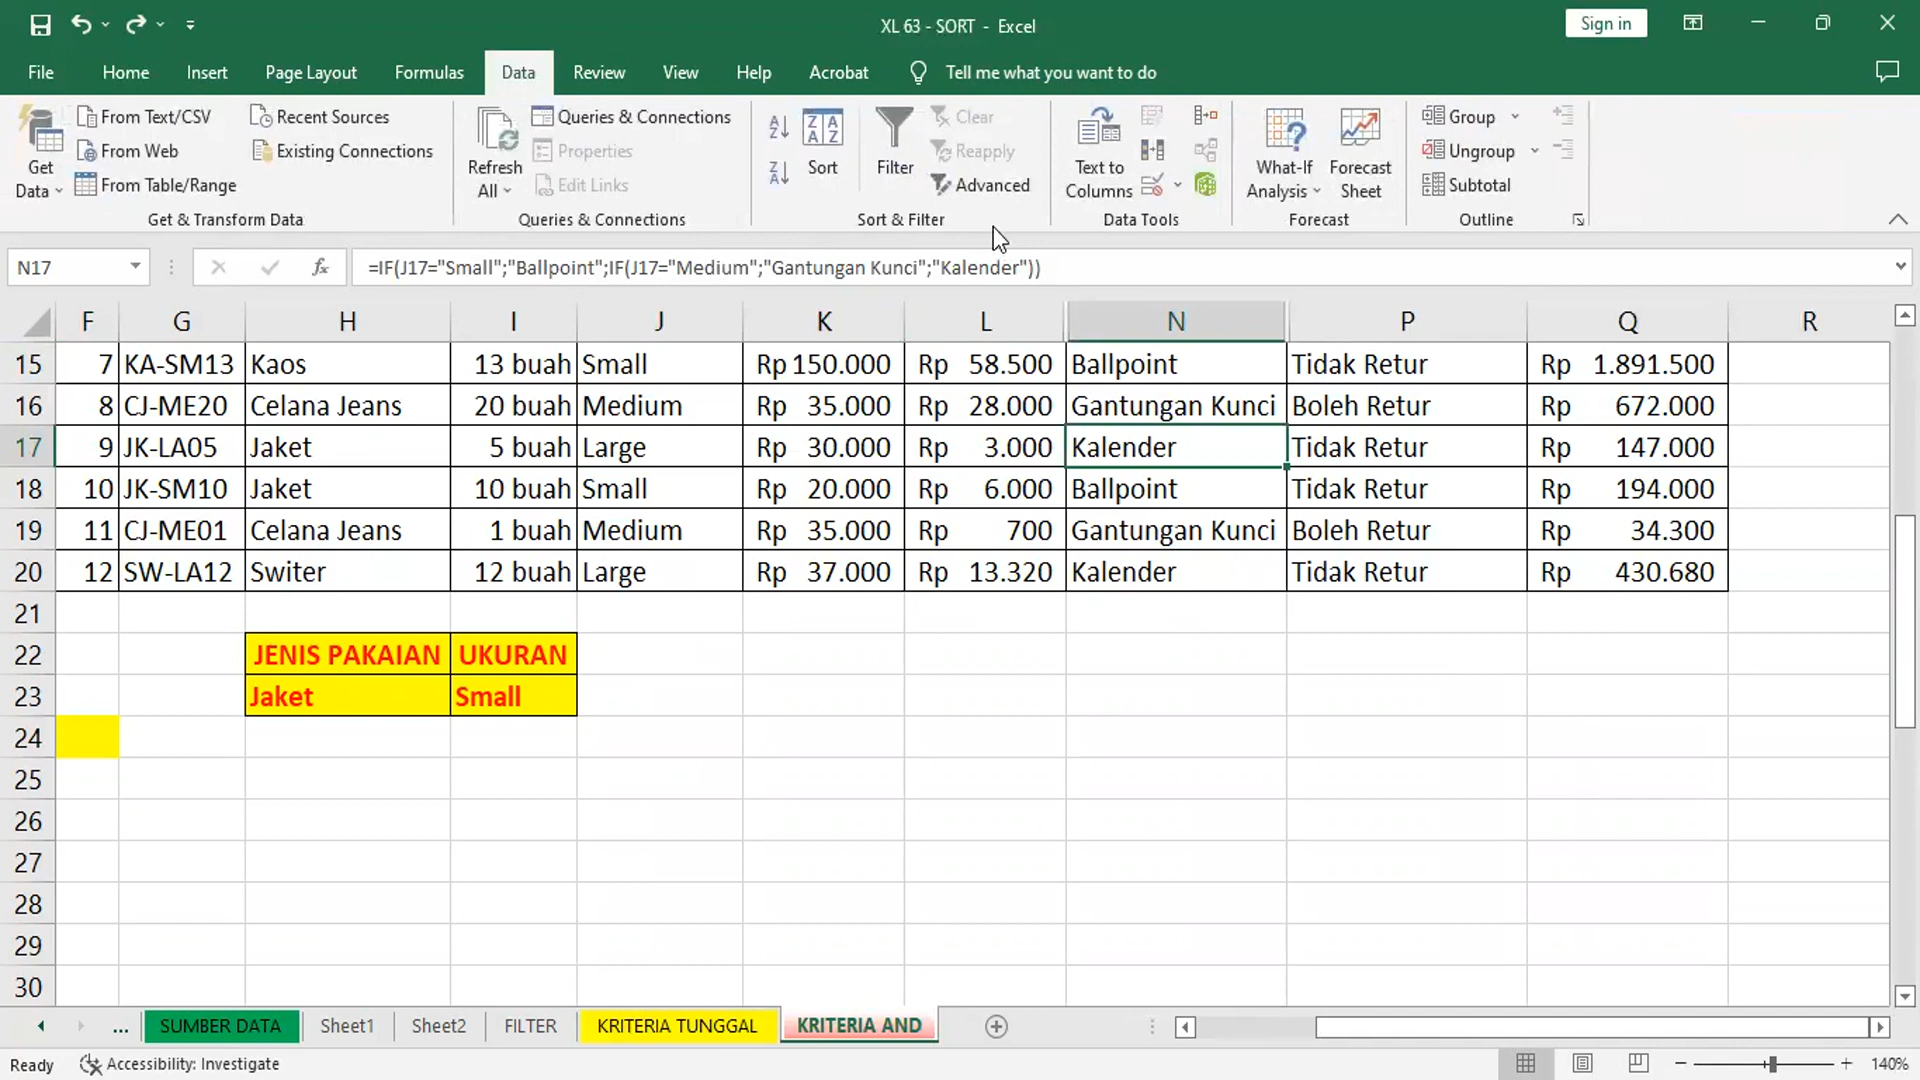 XL 63 - SORT - Excel
Sign in
File Home Insert Page Layout Formulas Data Review View Help Acrobat Tell me what you want to do
Get Data
From Text/CSV
From Web
From Table/Range
Recent Sources
Existing Connections
Get & Transform Data
Refresh All
Queries & Connections
Properties
Edit Links
Queries & Connections
Sort
Filter
Clear
Reapply
Advanced
Sort & Filter
Text to Columns
Data Tools
What-If Analysis
Forecast Sheet
Forecast
Group
Ungroup
Subtotal
Outline
N17 fx =IF(J17="Small";"Ballpoint";IF(J17="Medium";"Gantungan Kunci";"Kalender"))
F G H I J K L N P Q R
15 7 KA-SM13 Kaos 13 buah Small Rp 150.000 Rp 58.500 Ballpoint Tidak Retur Rp 1.891.500
16 8 CJ-ME20 Celana Jeans 20 buah Medium Rp 35.000 Rp 28.000 Gantungan Kunci Boleh Retur Rp 672.000
17 9 JK-LA05 Jaket 5 buah Large Rp 30.000 Rp 3.000 Kalender Tidak Retur Rp 147.000
18 10 JK-SM10 Jaket 10 buah Small Rp 20.000 Rp 6.000 Ballpoint Tidak Retur Rp 194.000
19 11 CJ-ME01 Celana Jeans 1 buah Medium Rp 35.000 Rp 700 Gantungan Kunci Boleh Retur Rp 34.300
20 12 SW-LA12 Switer 12 buah Large Rp 37.000 Rp 13.320 Kalender Tidak Retur Rp 430.680
21
22 JENIS PAKAIAN UKURAN
23 Jaket Small
24
25
26
27
28
29
30
... SUMBER DATA Sheet1 Sheet2 FILTER KRITERIA TUNGGAL KRITERIA AND
Ready Accessibility: Investigate 140%